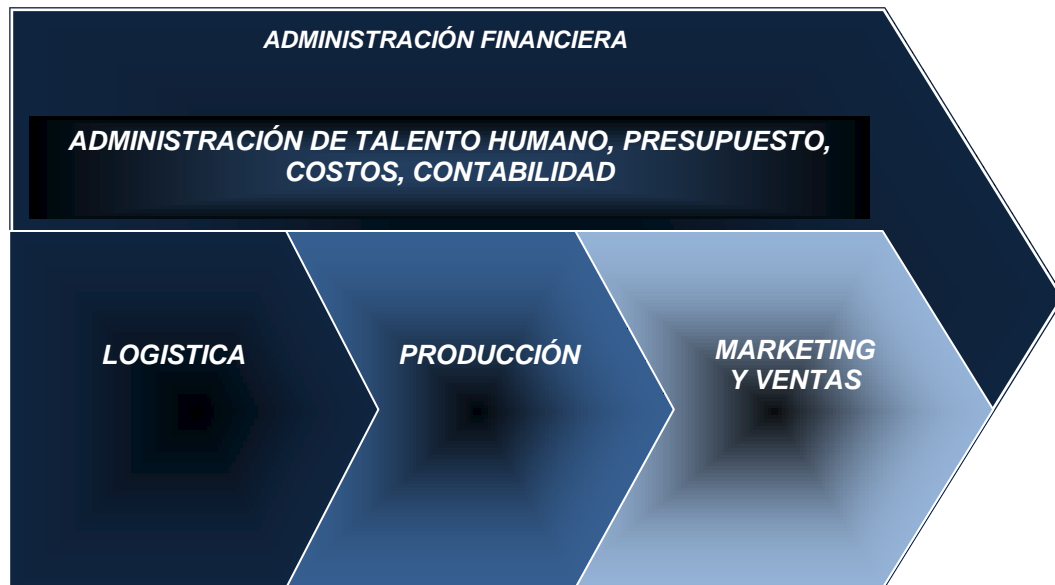 ADMINISTRACIÓN FINANCIERA
ADMINISTRACIÓN DE TALENTO HUMANO, PRESUPUESTO,
COSTOS, CONTABILIDAD
LOGISTICA
PRODUCCIÓN
MARKETING
Y VENTAS